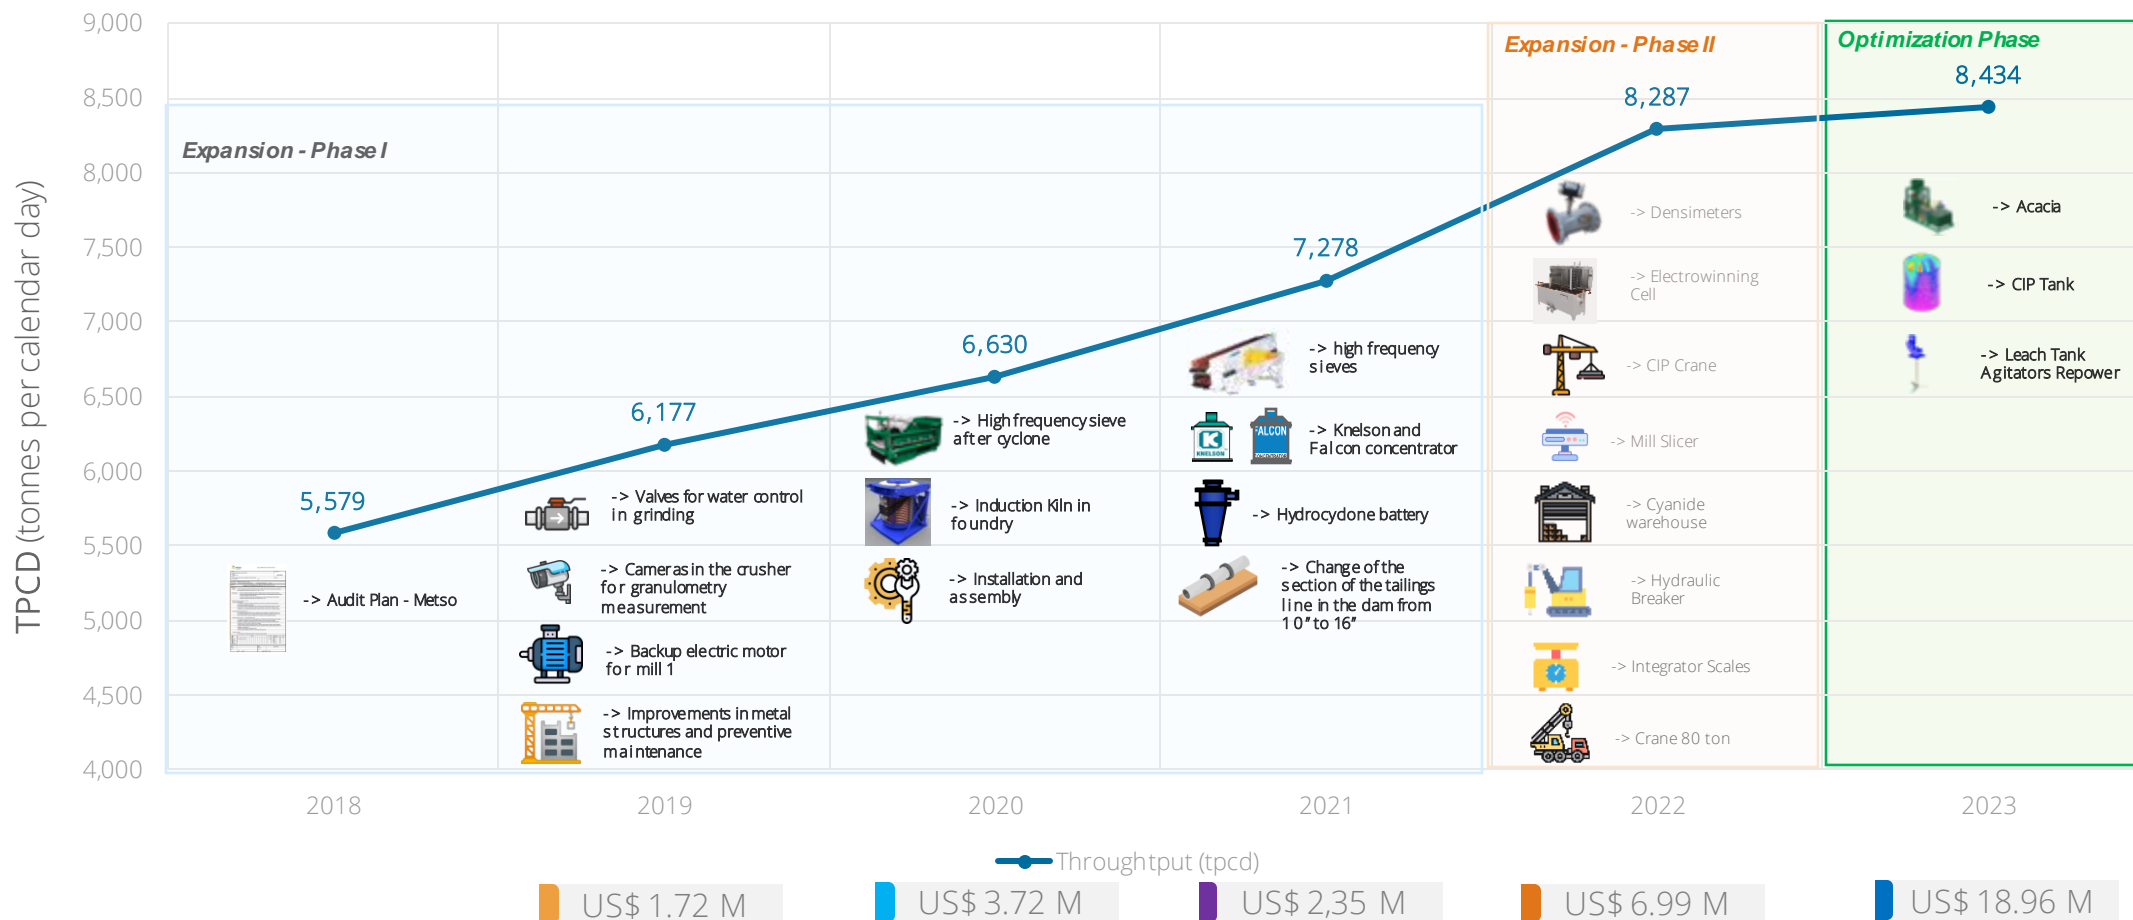 9,000
8,500
8,000
7,500
7,000
6,500
6,000
5,500
5,000
4,500
4,000
TPCD (tonnes per calendar day)
Expansion - Phase I
Expansion - Phase II
Optimization Phase
5,579
6,177
6,630
7,278
8,287
8,434
-> Audit Plan - Metso
-> Valves for water control
in grinding
-> Cameras in the crusher
for granulometry
measurement
-> Backup electric motor
for mill 1
-> Improvements in metal
structures and preventive
maintenance
-> High frequency sieve
after cyclone
-> Induction Kiln in
foundry
-> Installation and
assembly
-> high frequency
sieves
K
KNELSON
FALCON
CONCENTRATOR
-> Knelson and
Falcon concentrator
-> Hydrocyclone battery
-> Change of the
section of the tailings
line in the dam from
10” to 16”
-> Densimeters
-> Electrowinning
Cell
-> CIP Crane
-> Mill Slicer
-> Cyanide
warehouse
-> Hydraulic
Breaker
-> Integrator Scales
-> Crane 80 ton
-> Acacia
-> CIP Tank
-> Leach Tank
Agitators Repower
2018
2019
2020
2021
2022
2023
Throughtput (tpcd)
US$ 1.72 M
US$ 3.72 M
US$ 2,35 M
US$ 6.99 M
US$ 18.96 M